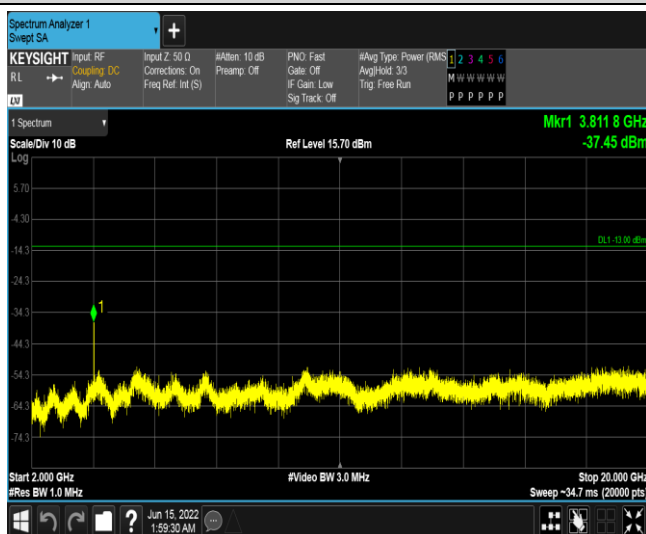 Spectrum Analyzer 1
Swept SA
+
KEYSIGHT Input: RF Input Z: 50 Ω #Atten: 10 dB PNO: Fast #Avg Type: Power (RMS 1 2 3 4 5 6
RL Coupling: DC Corrections: On Preamp: Off Gate: Off Avg|Hold: 3/3 M W W W W W
Align: Auto Freq Ref: Int (S) IF Gain: Low Trig: Free Run
Sig Track: Off P P P P P P
LXI
1 Spectrum Mkr1 3.811 8 GHz
Scale/Div 10 dB Ref Level 15.70 dBm -37.45 dBm
Log
5.70
-4.30
DL1 -13.00 dBm
-14.3
-24.3
1
-34.3
-44.3
-54.3
-64.3
-74.3
Start 2.000 GHz #Video BW 3.0 MHz Stop 20.000 GHz
#Res BW 1.0 MHz Sweep ~34.7 ms (20000 pts)
? Jun 15, 2022
1:59:30 AM